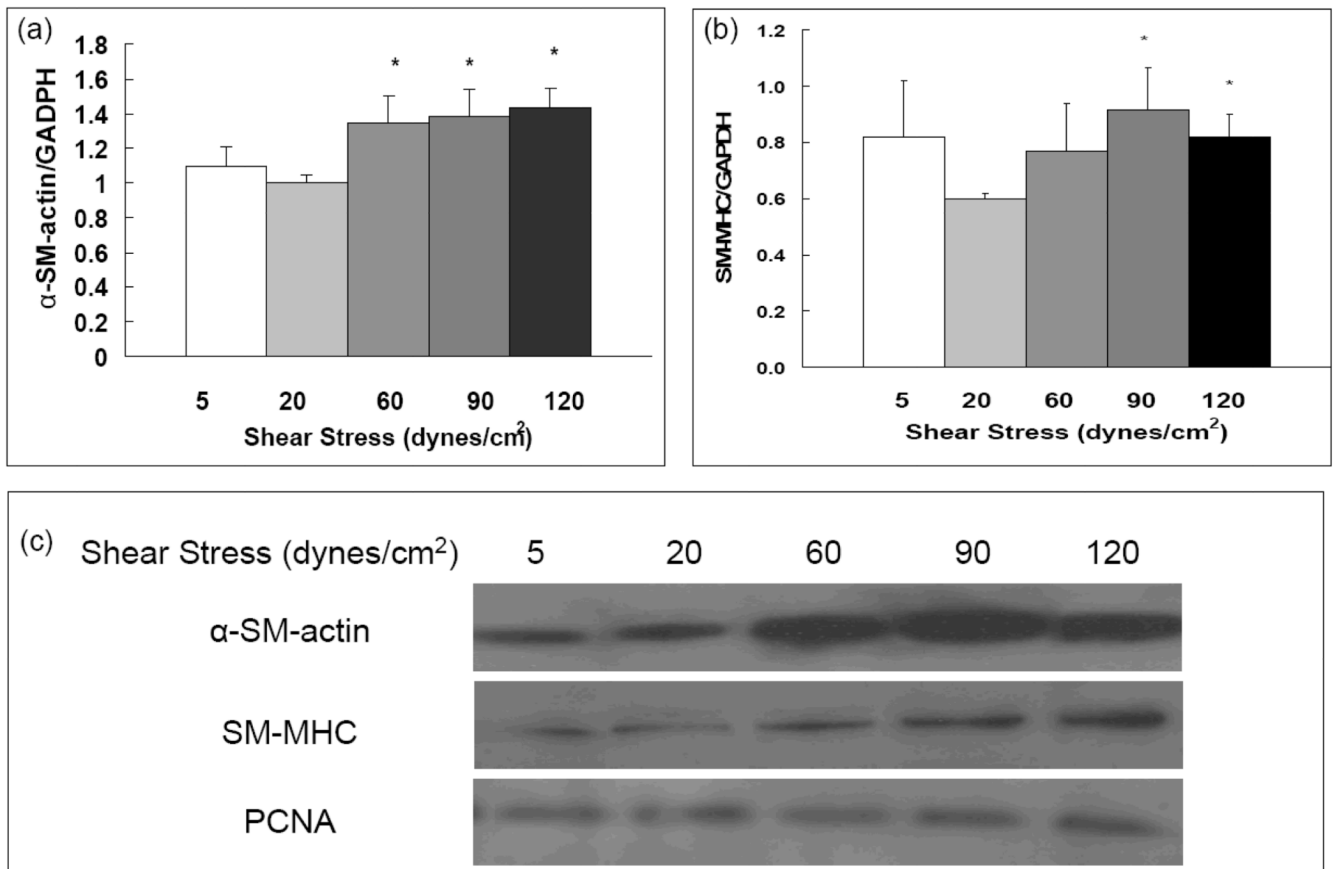 (a)
α-SM-actin/GADPH
1.8
1.6
1.4
1.2
1
0.8
0.6
0.4
0.2
0
* * *
5 20 60 90 120
Shear Stress (dynes/cm²)
(b)
SM-MHC/GAPDH
1.2
1.0
0.8
0.6
0.4
0.2
0.0
* *
5 20 60 90 120
Shear Stress (dynes/cm²)
(c)
Shear Stress (dynes/cm²) 5 20 60 90 120
α-SM-actin
SM-MHC
PCNA